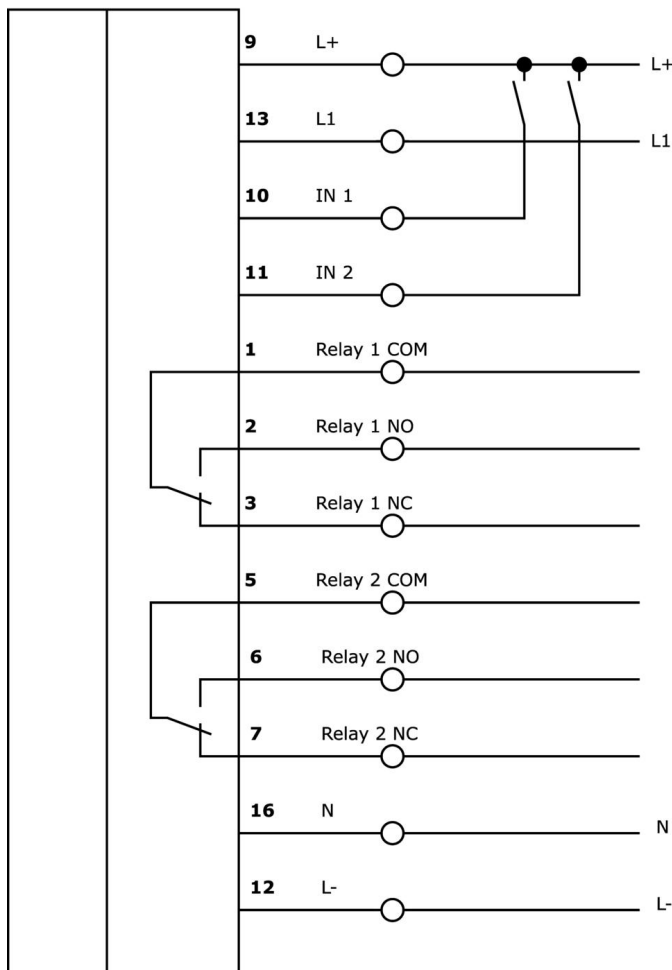 9 L+
L+
13 L1
L1
10 IN 1
11 IN 2
1 Relay 1 COM
2 Relay 1 NO
3 Relay 1 NC
5 Relay 2 COM
6 Relay 2 NO
7 Relay 2 NC
16 N
N
12 L-
L-